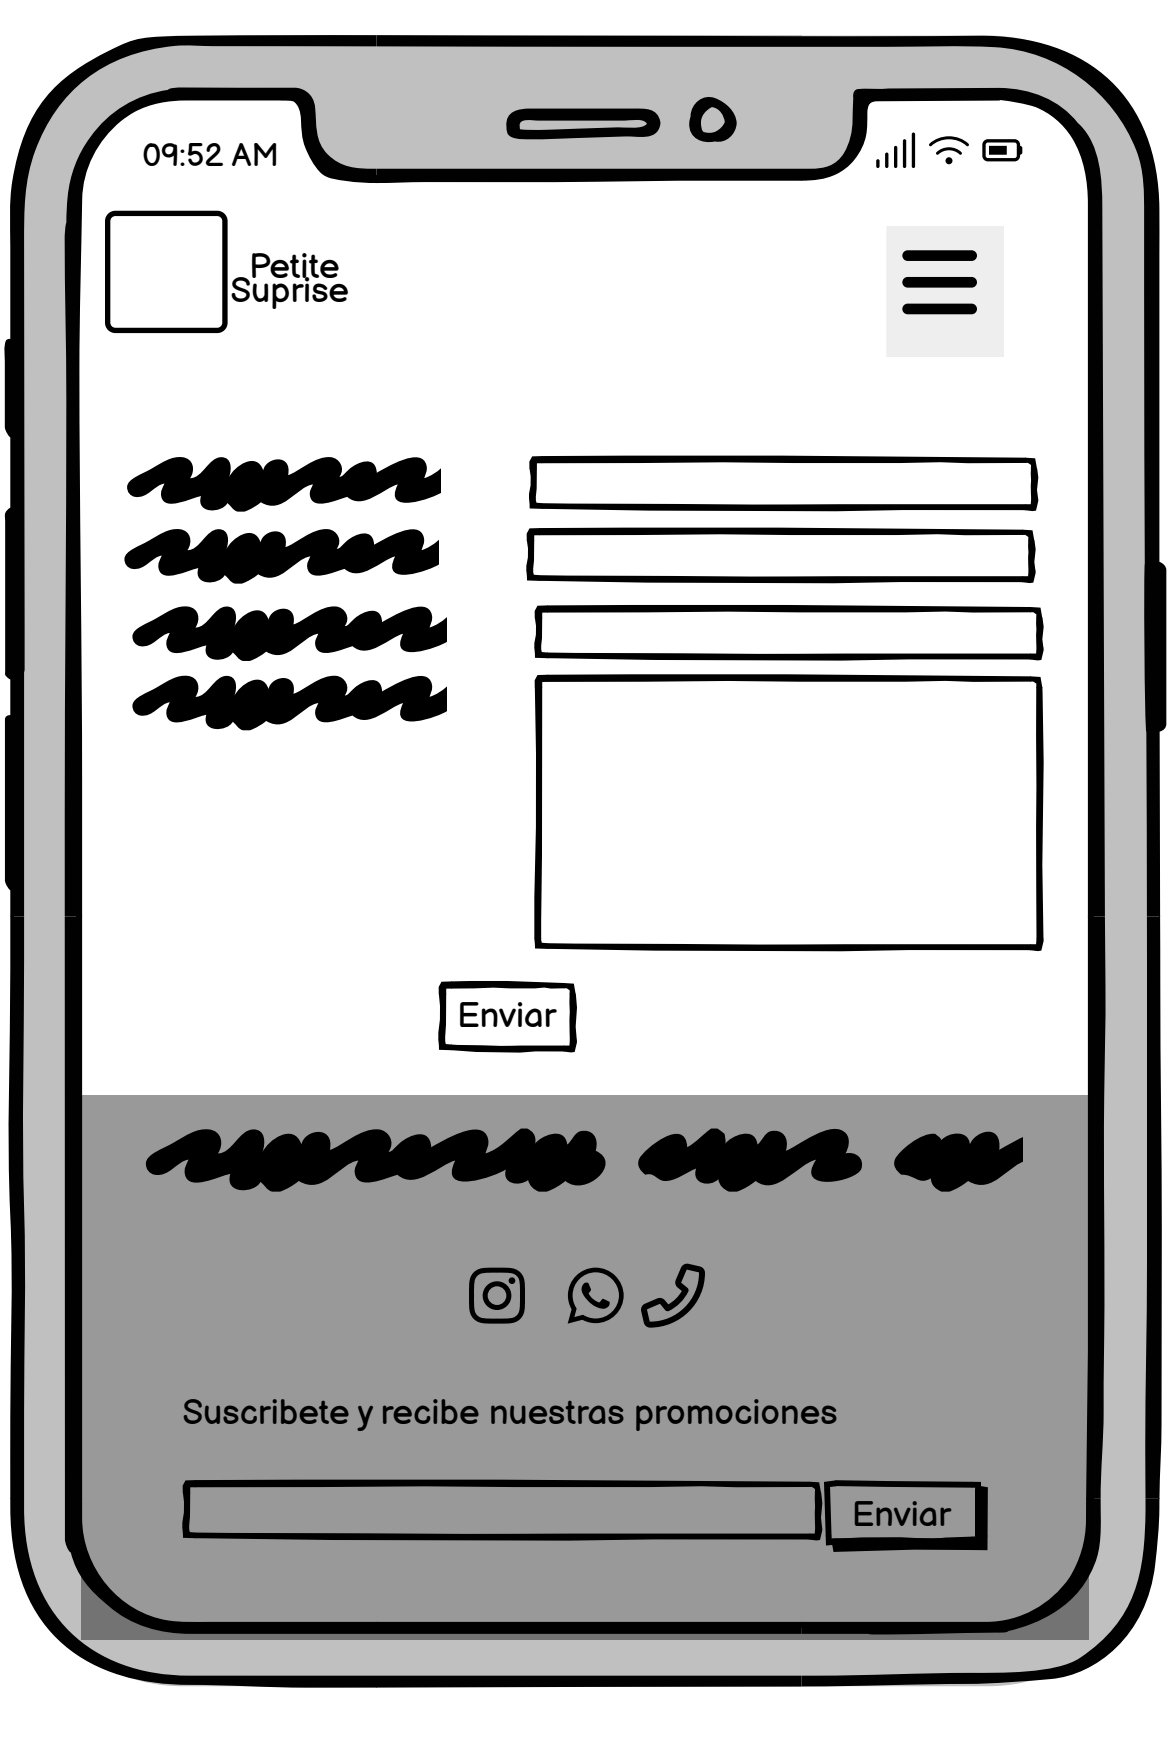 09:52 AM
Petite
Suprise
Enviar
Suscribete y recibe nuestras promociones
Enviar